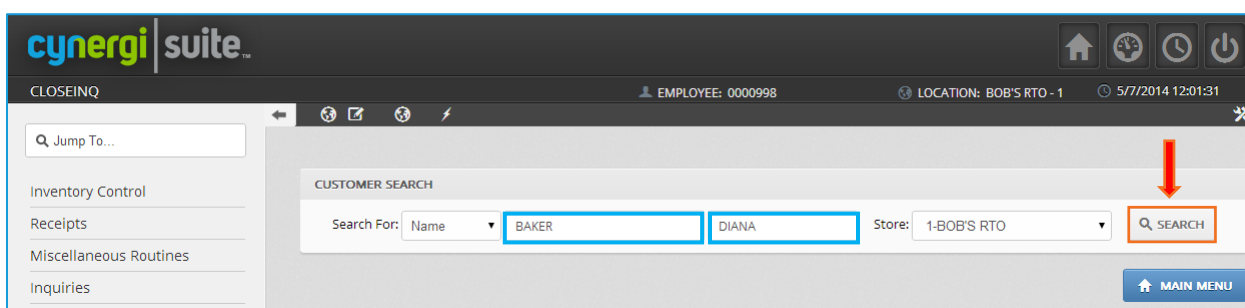 cynergi|suite™
CLOSEINQ
EMPLOYEE: 0000998
LOCATION: BOB'S RTO - 1
5/7/2014 12:01:31
Jump To...
CUSTOMER SEARCH
Inventory Control
Receipts
Search For: Name BAKER DIANA Store: 1-BOB'S RTO SEARCH
Miscellaneous Routines
Inquiries
MAIN MENU